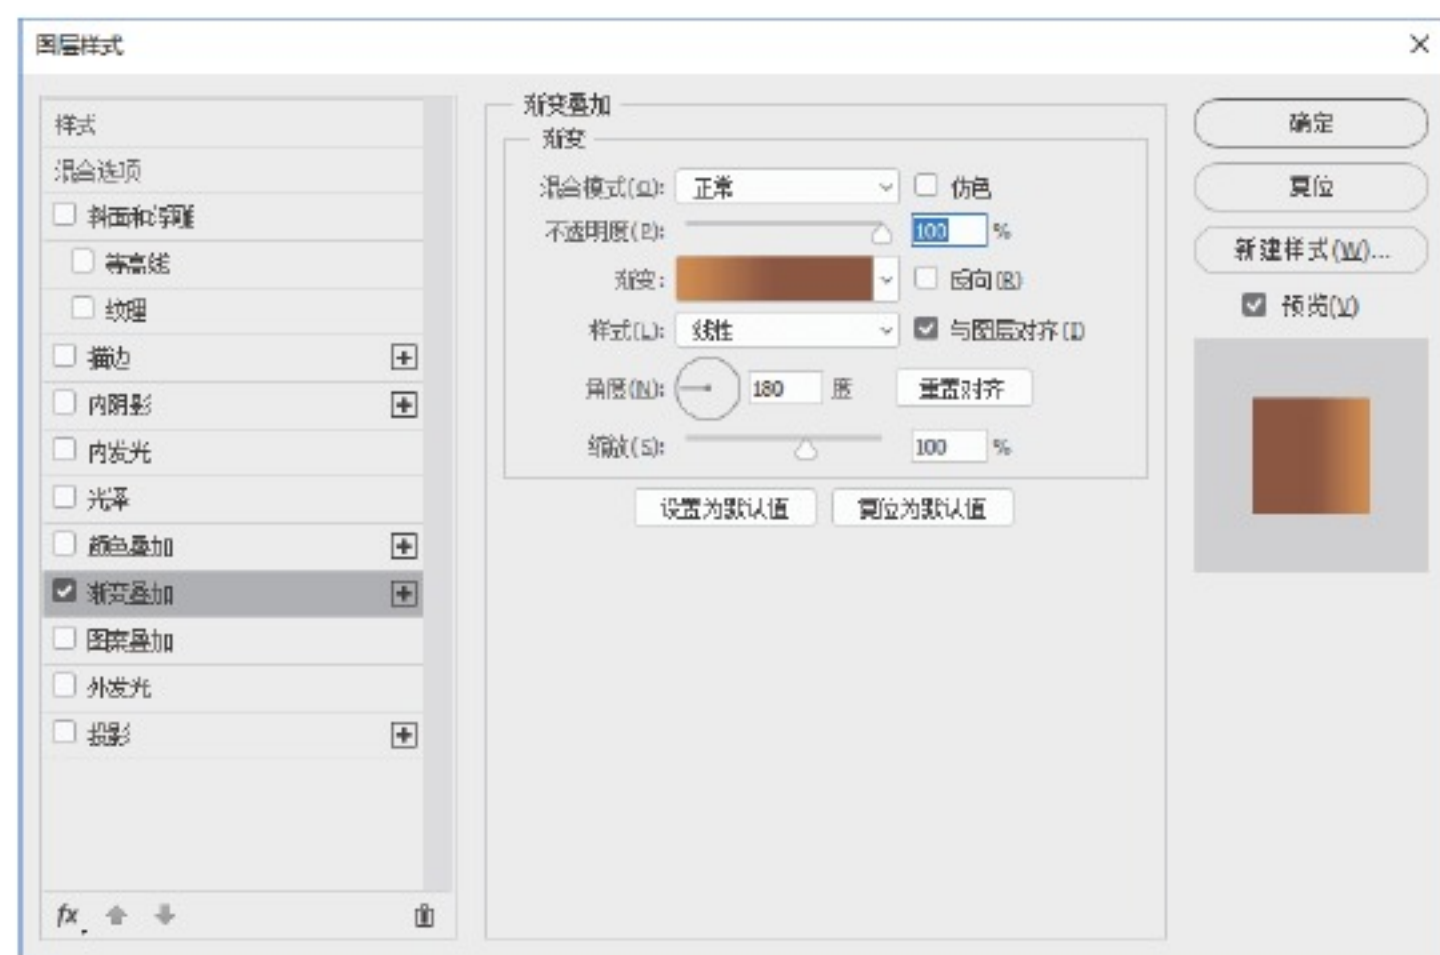 图层样式
样式
混合选项
斜面和浮雕
等高线
纹理
描边
内阴影
内发光
光泽
颜色叠加
渐变叠加
图案叠加
外发光
投影
fx
渐变叠加
渐变
混合模式(O): 正常 仿色
不透明度(P): 100 %
渐变: 反向(R)
样式(L): 线性 与图层对齐(I)
角度(N): 180 度 重置对齐
缩放(S): 100 %
设置为默认值 复位为默认值
确定
复位
新建样式(W)...
预览(V)